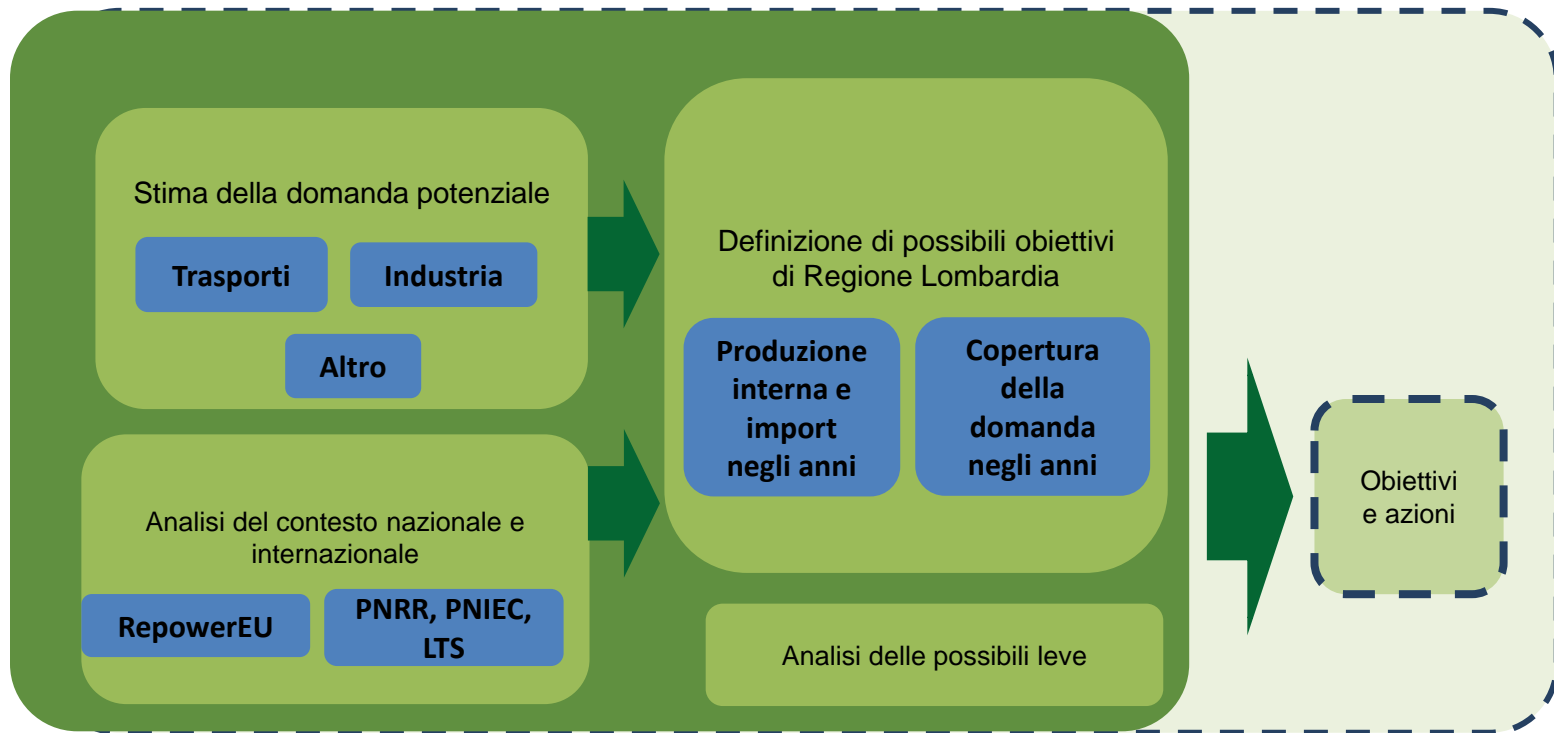 Stima della domanda potenziale
Trasporti
Industria
Altro
Analisi del contesto nazionale e
internazionale
RepowerEU
PNRR, PNIEC,
LTS
Definizione di possibili obiettivi
di Regione Lombardia
Produzione
interna e
import
negli anni
Copertura
della
domanda
negli anni
Analisi delle possibili leve
Obiettivi
e azioni